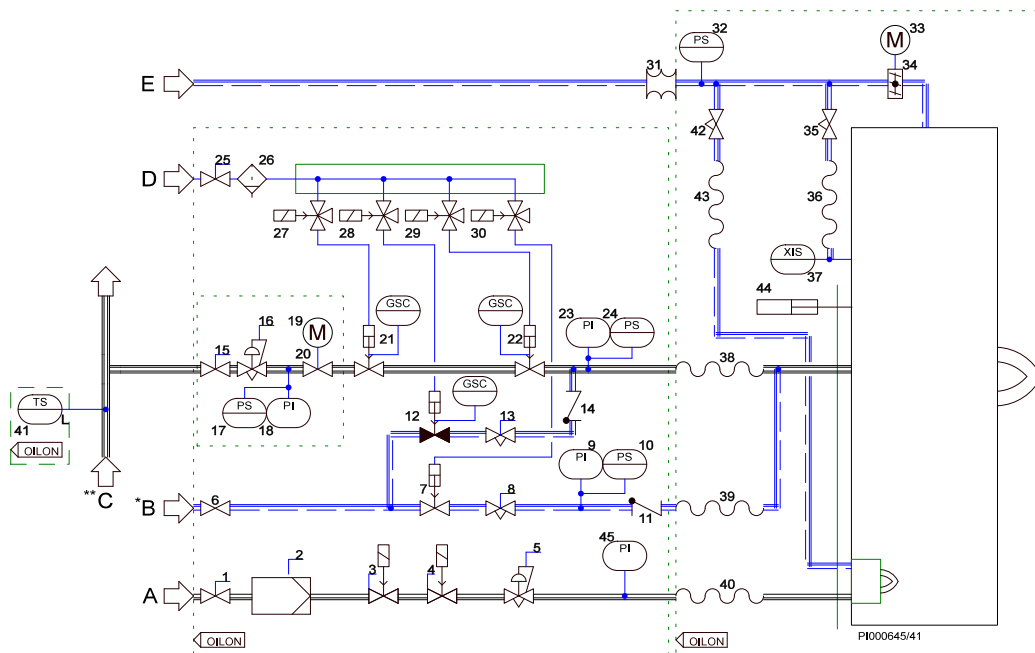 32
33
PS
M
31
34
E
42
35
25
26
D
43
36
27
28
29
30
XIS
37
44
GSC
GSC
16
19
23
24
M
PI
PS
21
22
15
20
38
TS
L
41
PS
PI
17
18
GSC
12
13
14
OILON
9
10
PI
PS
**C
*B
6
7
8
11
39
45
5
PI
2
1
3
4
A
40
OILON
OILON
PI000645/41